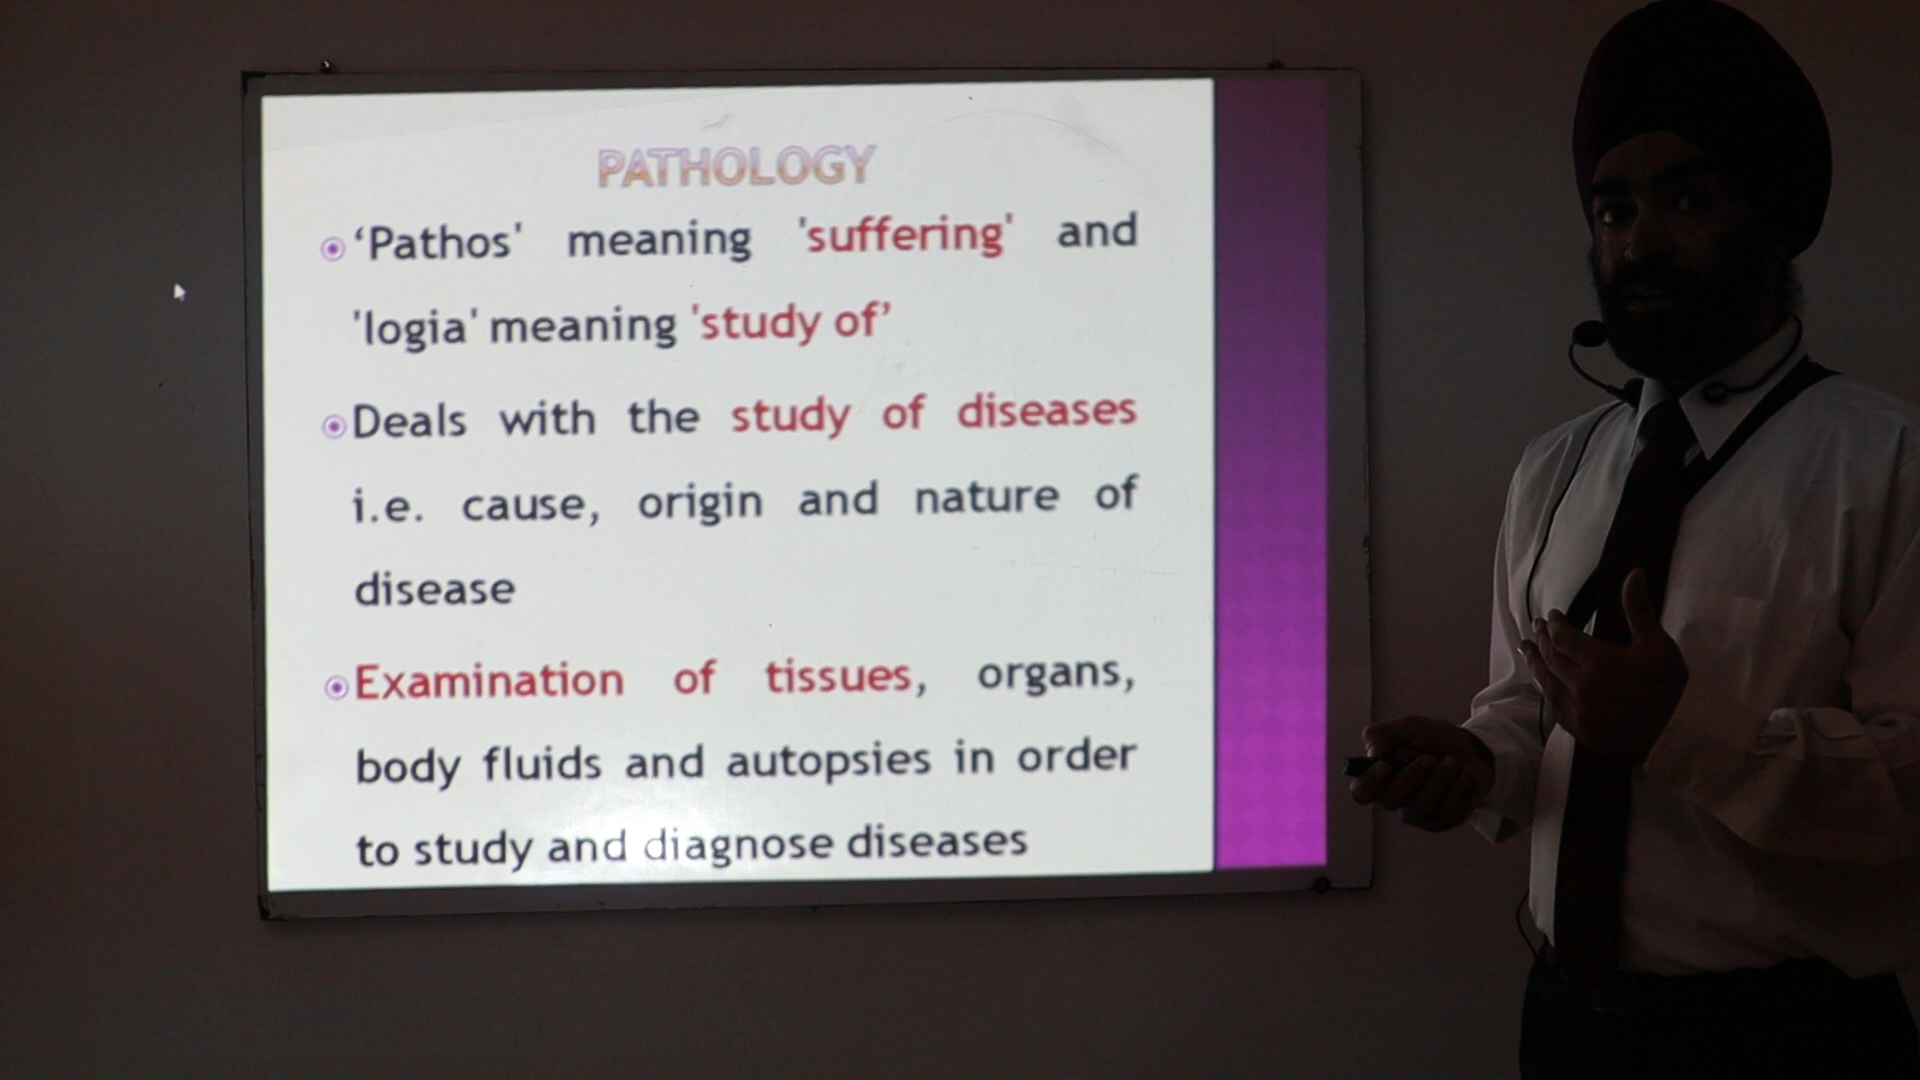 PATHOLOGY
‘Pathos' meaning 'suffering' and
'logia' meaning 'study of’
Deals with the study of diseases
i.e. cause, origin and nature of
disease
Examination of tissues, organs,
body fluids and autopsies in order
to study and diagnose diseases